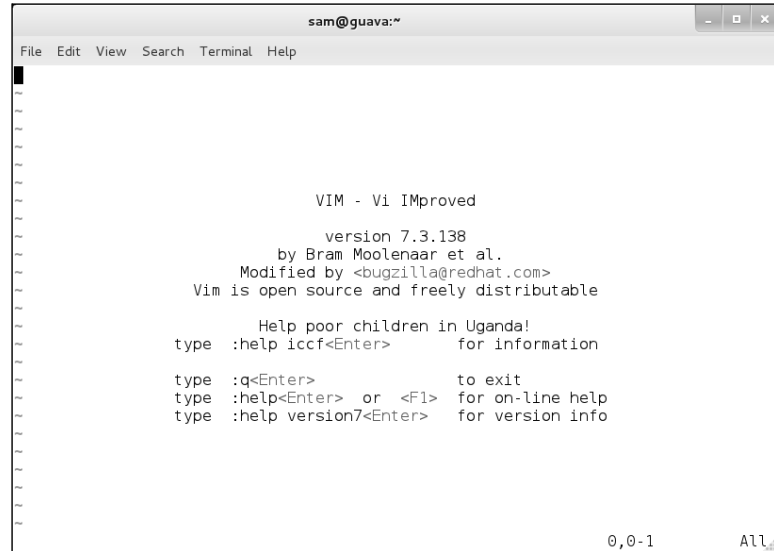 sam@guava:~
File Edit View Search Terminal Help
~
~
~
~
~
~
~
~ VIM - Vi IMproved
~
~ version 7.3.138
~ by Bram Moolenaar et al.
~ Modified by <bugzilla@redhat.com>
~ Vim is open source and freely distributable
~
~ Help poor children in Uganda!
~ type :help iccf<Enter> for information
~
~ type :q<Enter> to exit
~ type :help<Enter> or <F1> for on-line help
~ type :help version7<Enter> for version info
~
~
~
~
~
~
0,0-1 All